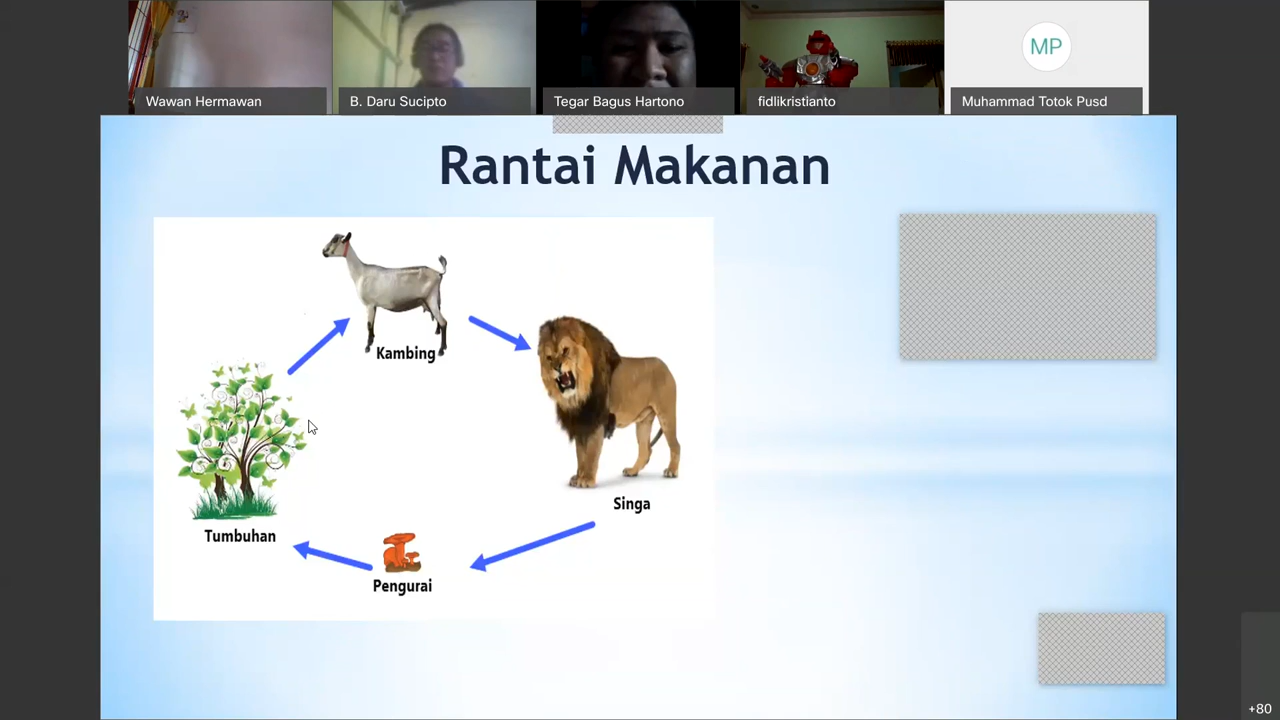 Wawan Hermawan
B. Daru Sucipto
Tegar Bagus Hartono
fidlikristianto
MP
Muhammad Totok Pusd
Rantai Makanan
Kambing
Singa
Tumbuhan
Pengurai
+80